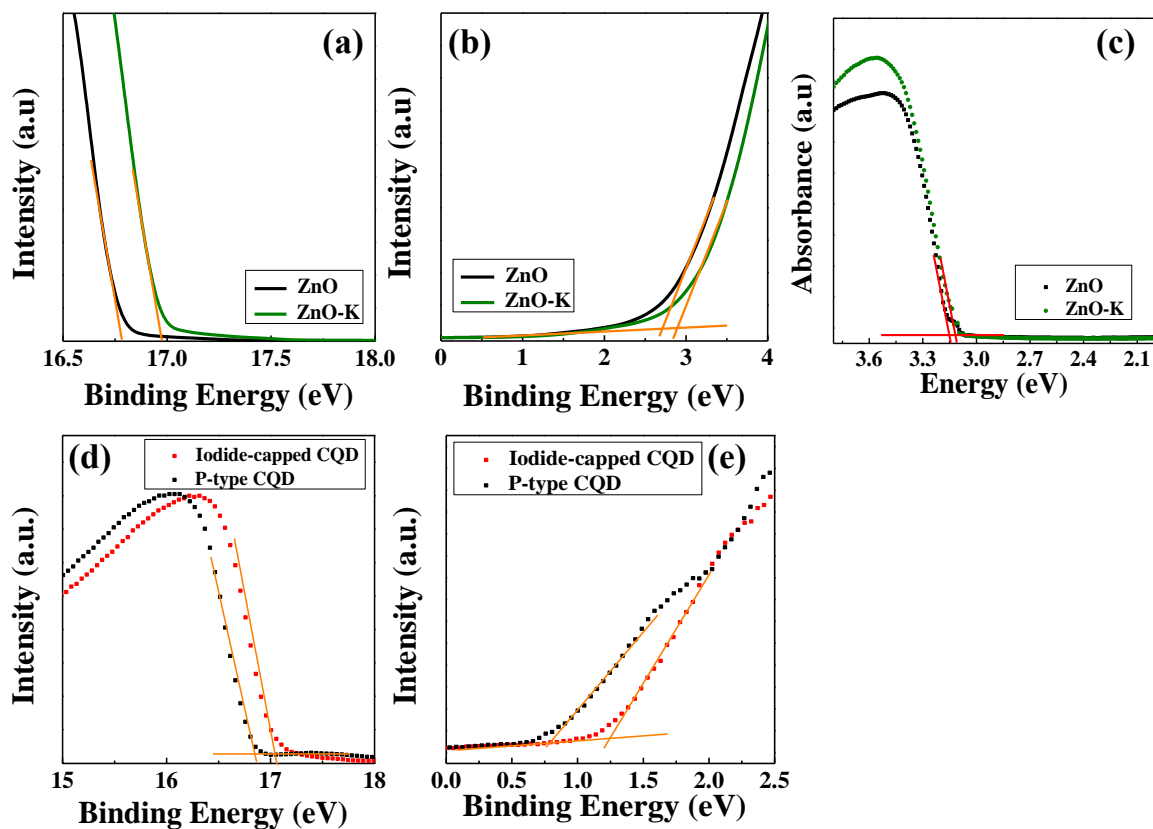 (a)
Intensity (a.u)
ZnO
ZnO-K
16.5 17.0 17.5 18.0
Binding Energy (eV)
(b)
Intensity (a.u)
ZnO
ZnO-K
0 1 2 3 4
Binding Energy (eV)
(c)
Absorbance (a.u)
ZnO
ZnO-K
3.6 3.3 3.0 2.7 2.4 2.1
Energy (eV)
(d)
Intensity (a.u.)
Iodide-capped CQD
P-type CQD
15 16 17 18
Binding Energy (eV)
(e)
Intensity (a.u.)
Iodide-capped CQD
P-type CQD
0.0 0.5 1.0 1.5 2.0 2.5
Binding Energy (eV)